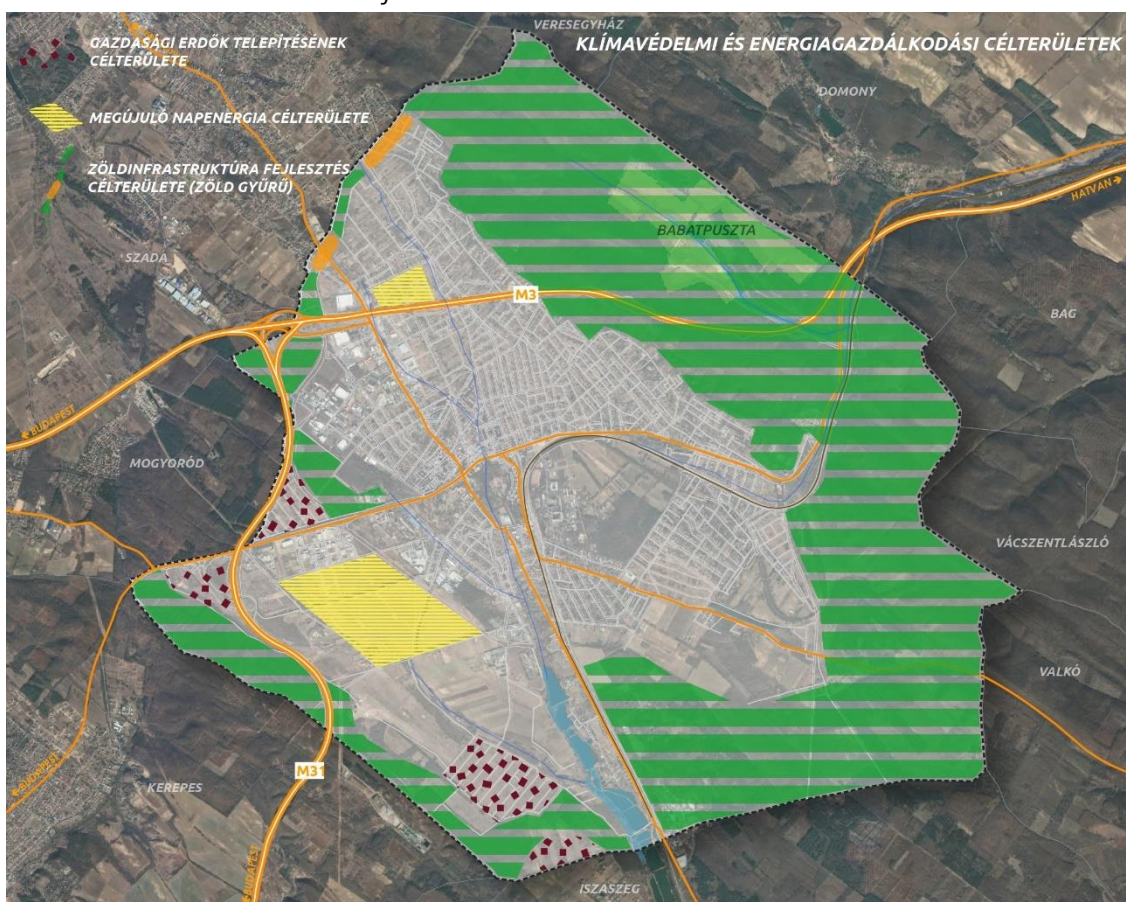 VERESEGYHÁZ
KLÍMAVÉDELMI ÉS ENERGIAGAZDÁLKODÁSI CÉLTERÜLETEK
GAZDASÁGI ERDŐK TELEPÍTÉSÉNEK
CÉLTERÜLETE
DOMONY
MEGÚJULÓ NAPENERGIA CÉLTERÜLETE
ZÖLDINFRASTRUKTÚRA FEJLESZTÉS
CÉLTERÜLETE (ZÖLD GYŰRŰ)
HATVAN
BABATPUSZTA
SZADA
M3
BAG
BUDAPEST
MOGYORÓD
VÁCSZENTLÁSZLÓ
VALKÓ
M31
BUDAPEST
KEREPES
BUDAPEST
ISZASZEG